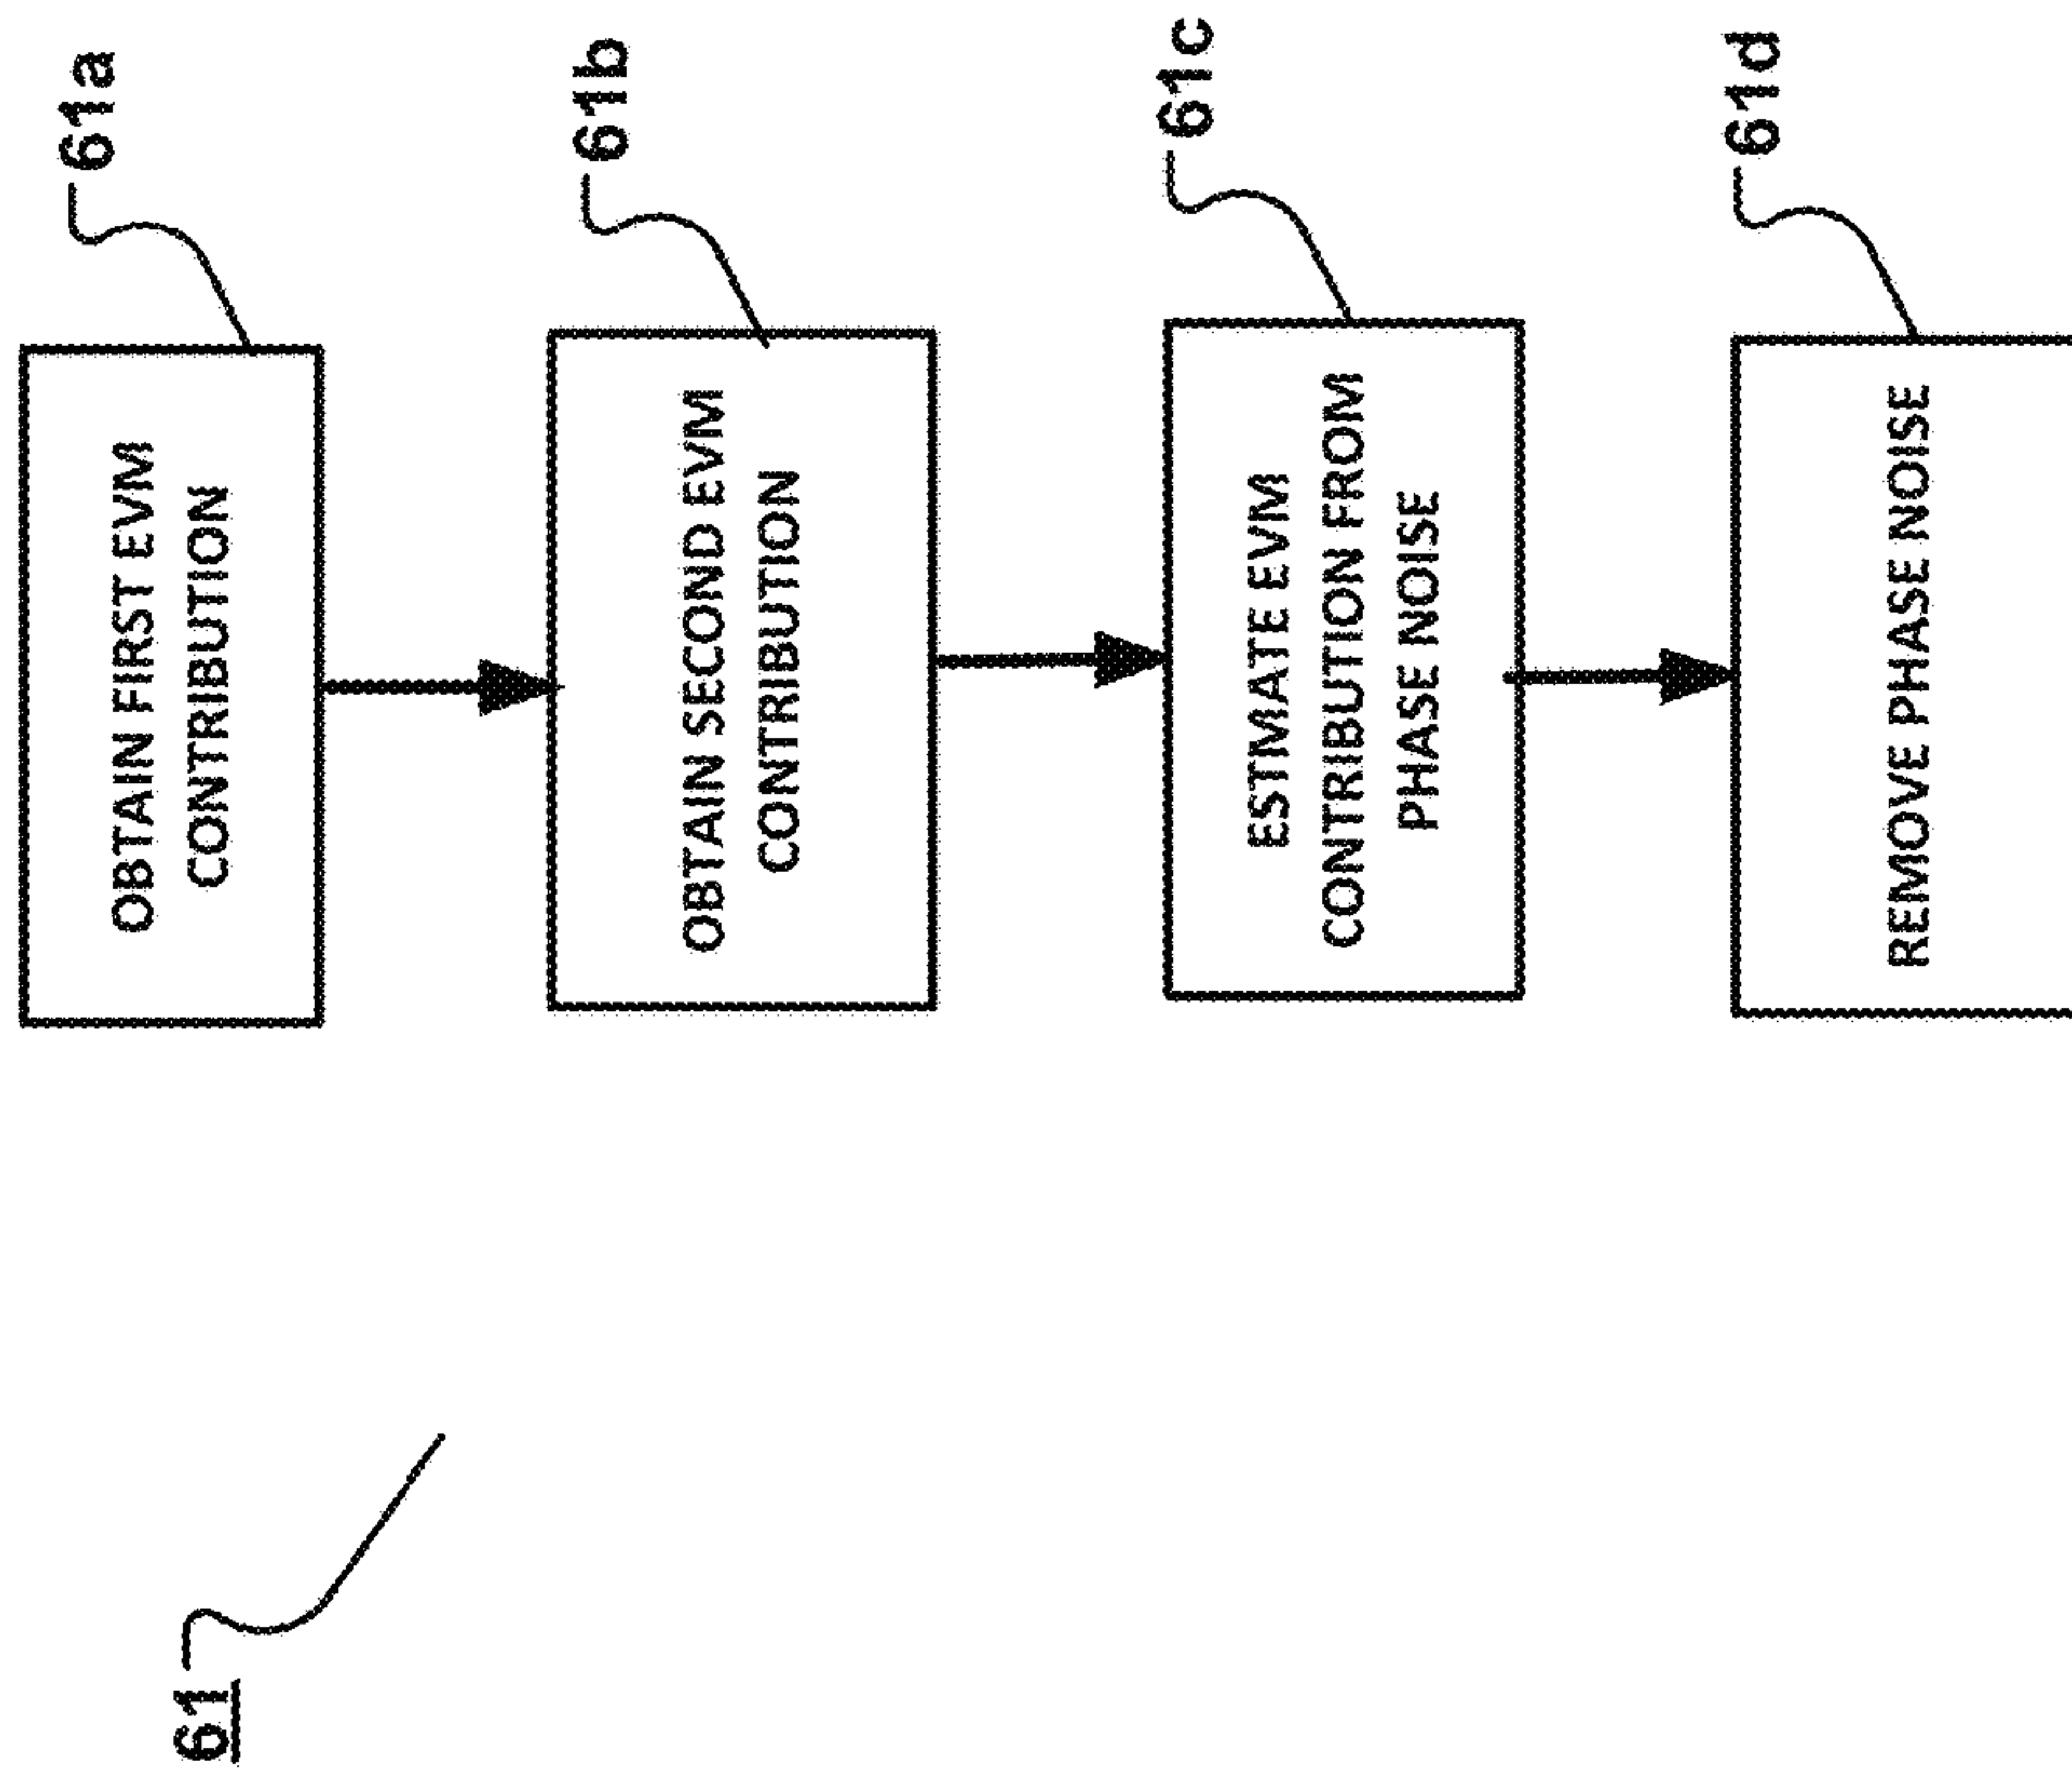 61
OBTAIN FIRST EVM
CONTRIBUTION
61a
OBTAIN SECOND EVM
CONTRIBUTION
61b
ESTMATE EVM
CONTRIBUTION FROM
PHASE NOISE
61c
REMOVE PHASE NOISE
61d